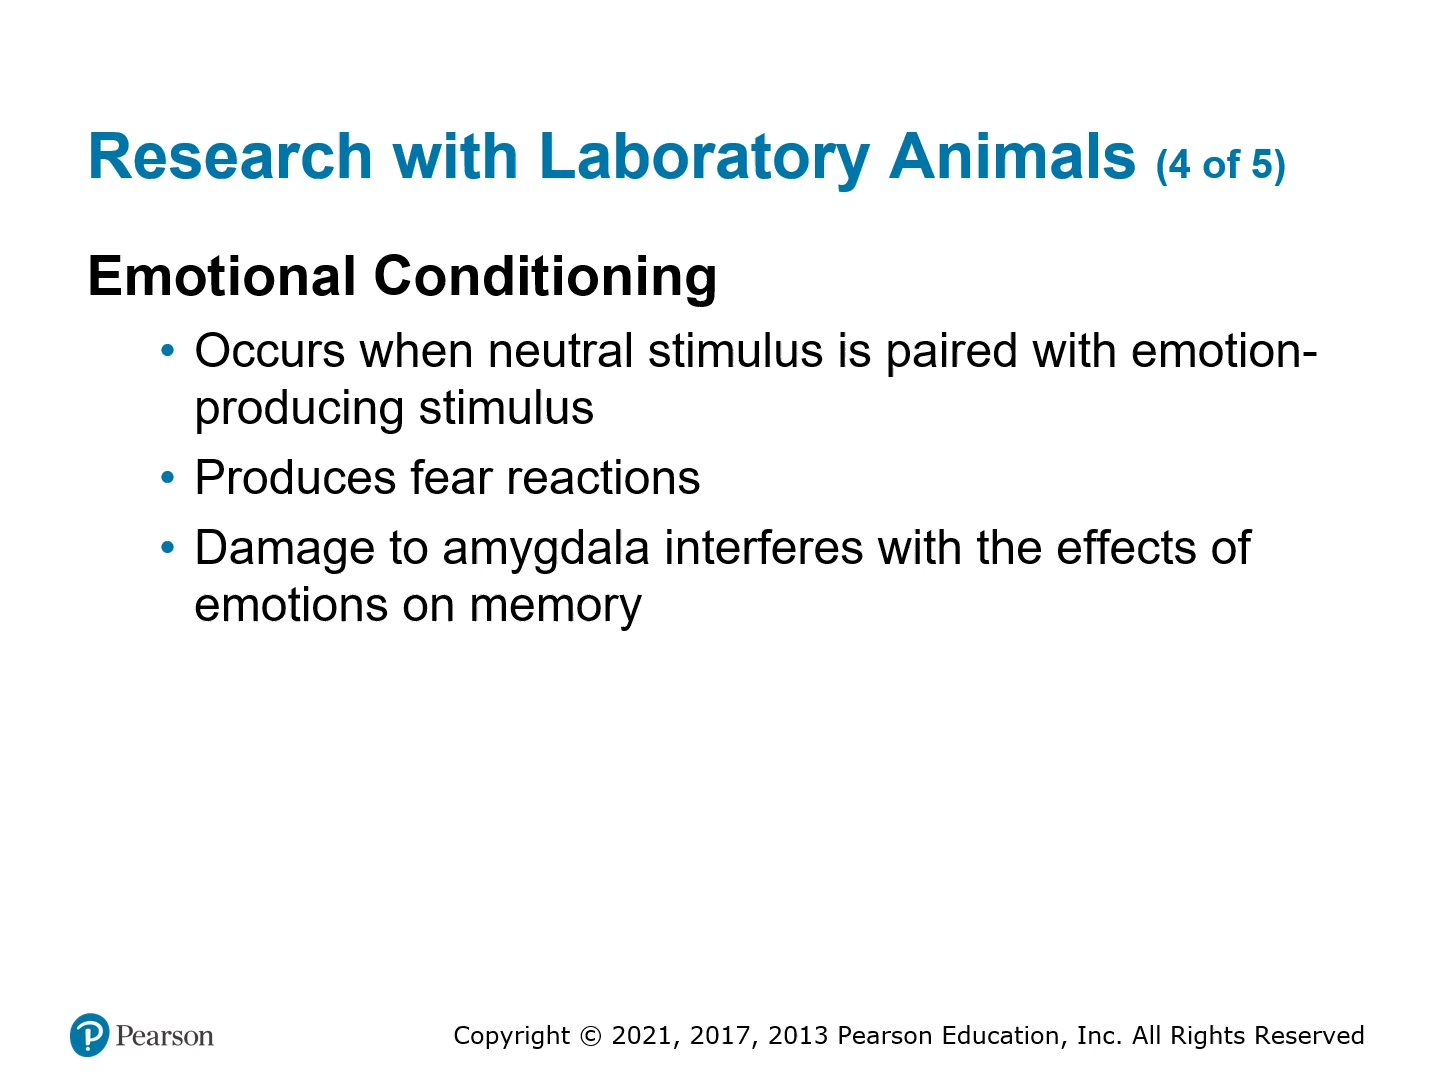 Research with Laboratory Animals (4 of 5)
Emotional Conditioning
• Occurs when neutral stimulus is paired with emotion-
producing stimulus
• Produces fear reactions
• Damage to amygdala interferes with the effects of
emotions on memory
Pearson
Copyright © 2021, 2017, 2013 Pearson Education, Inc. All Rights Reserved